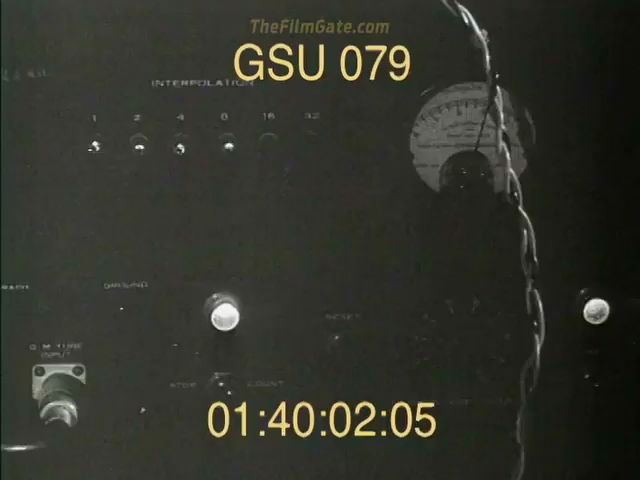 TheFilmGate.com
GSU 079
INTERPOLATION
1 2 4 8 16 32
GROUND
RESET
G. M. TUBE
INPUT
STOP COUNT
01:40:02:05